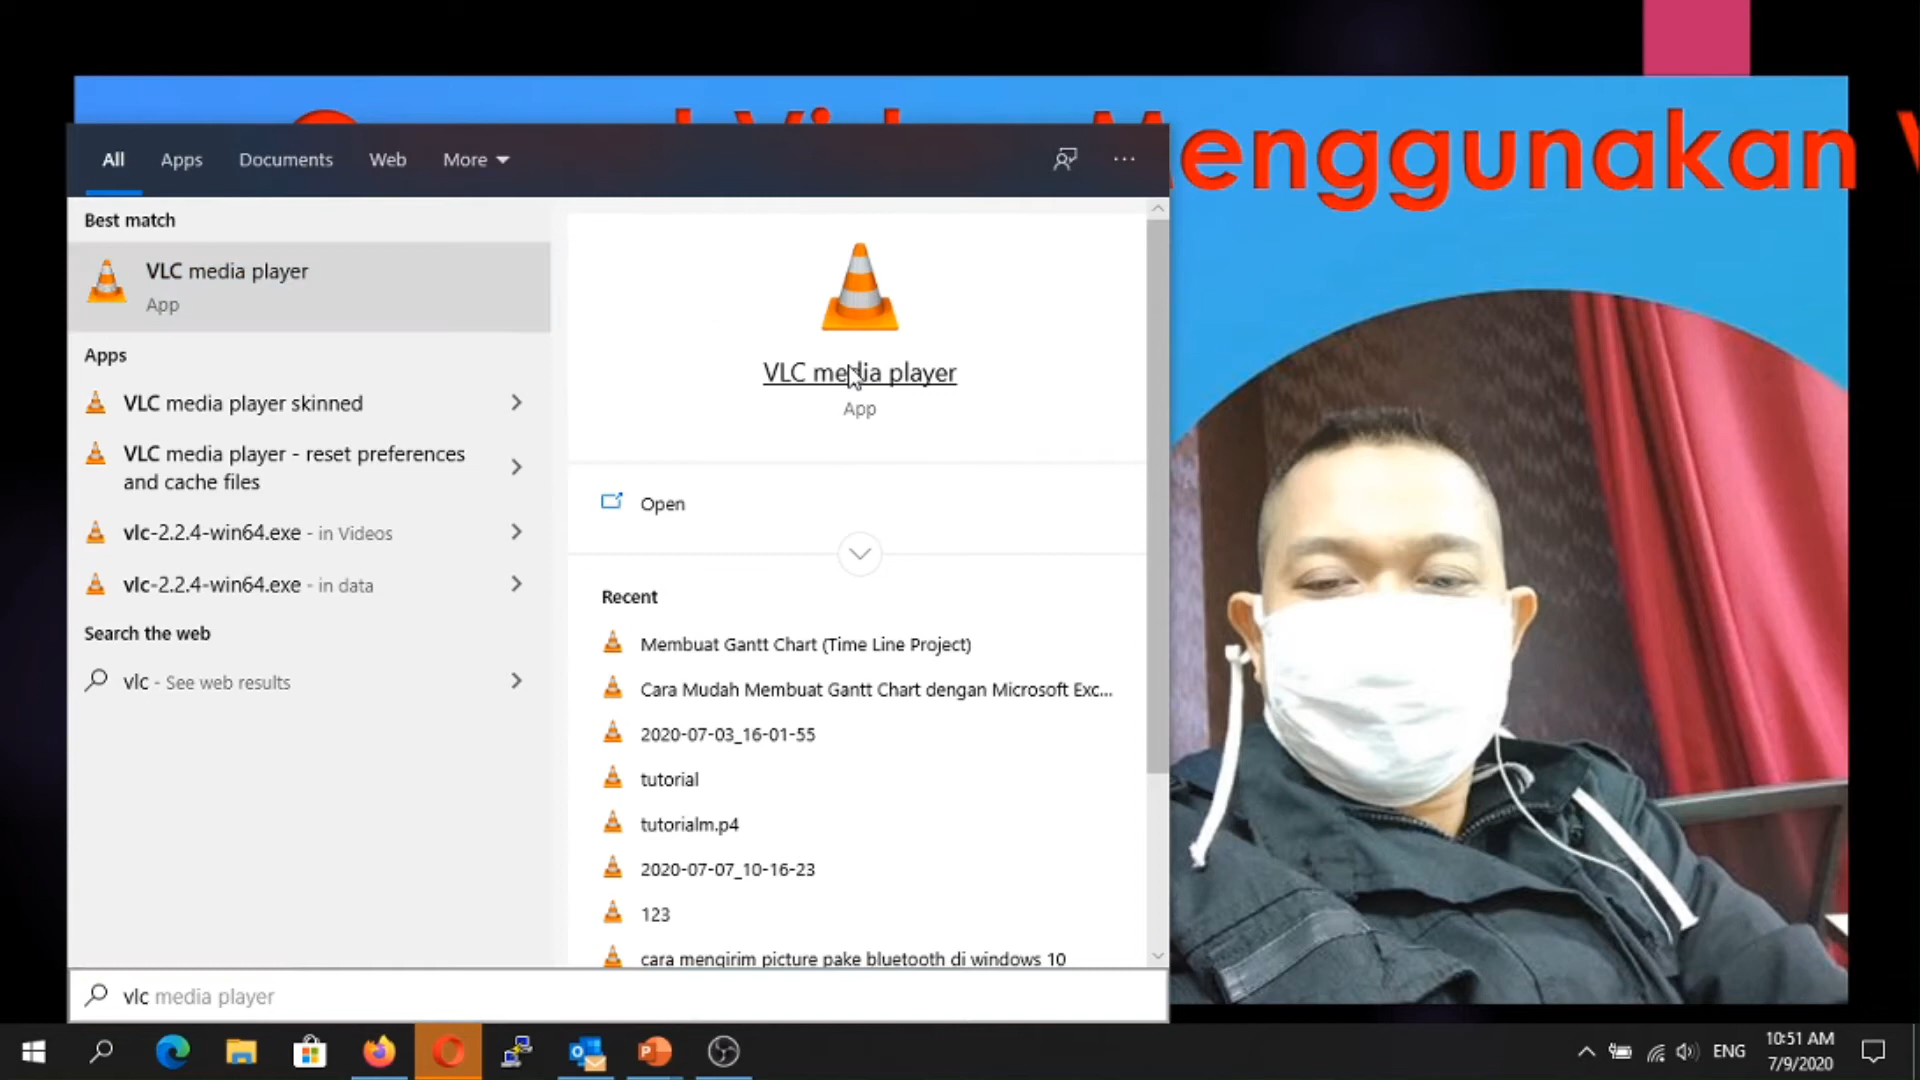 Menggunakan
All Apps Documents Web More
Best match
VLC media player
App
Apps
VLC media player skinned
VLC media player - reset preferences
and cache files
vlc-2.2.4-win64.exe - in Videos
vlc-2.2.4-win64.exe - in data
Search the web
vlc - See web results
VLC media player
App
Open
Recent
Membuat Gantt Chart (Time Line Project)
Cara Mudah Membuat Gantt Chart dengan Microsoft Exc...
2020-07-03_16-01-55
tutorial
tutorialm.p4
2020-07-07_10-16-23
123
cara mengirim picture pake bluetooth di windows 10
vlc media player
ENG
10:51 AM
7/9/2020